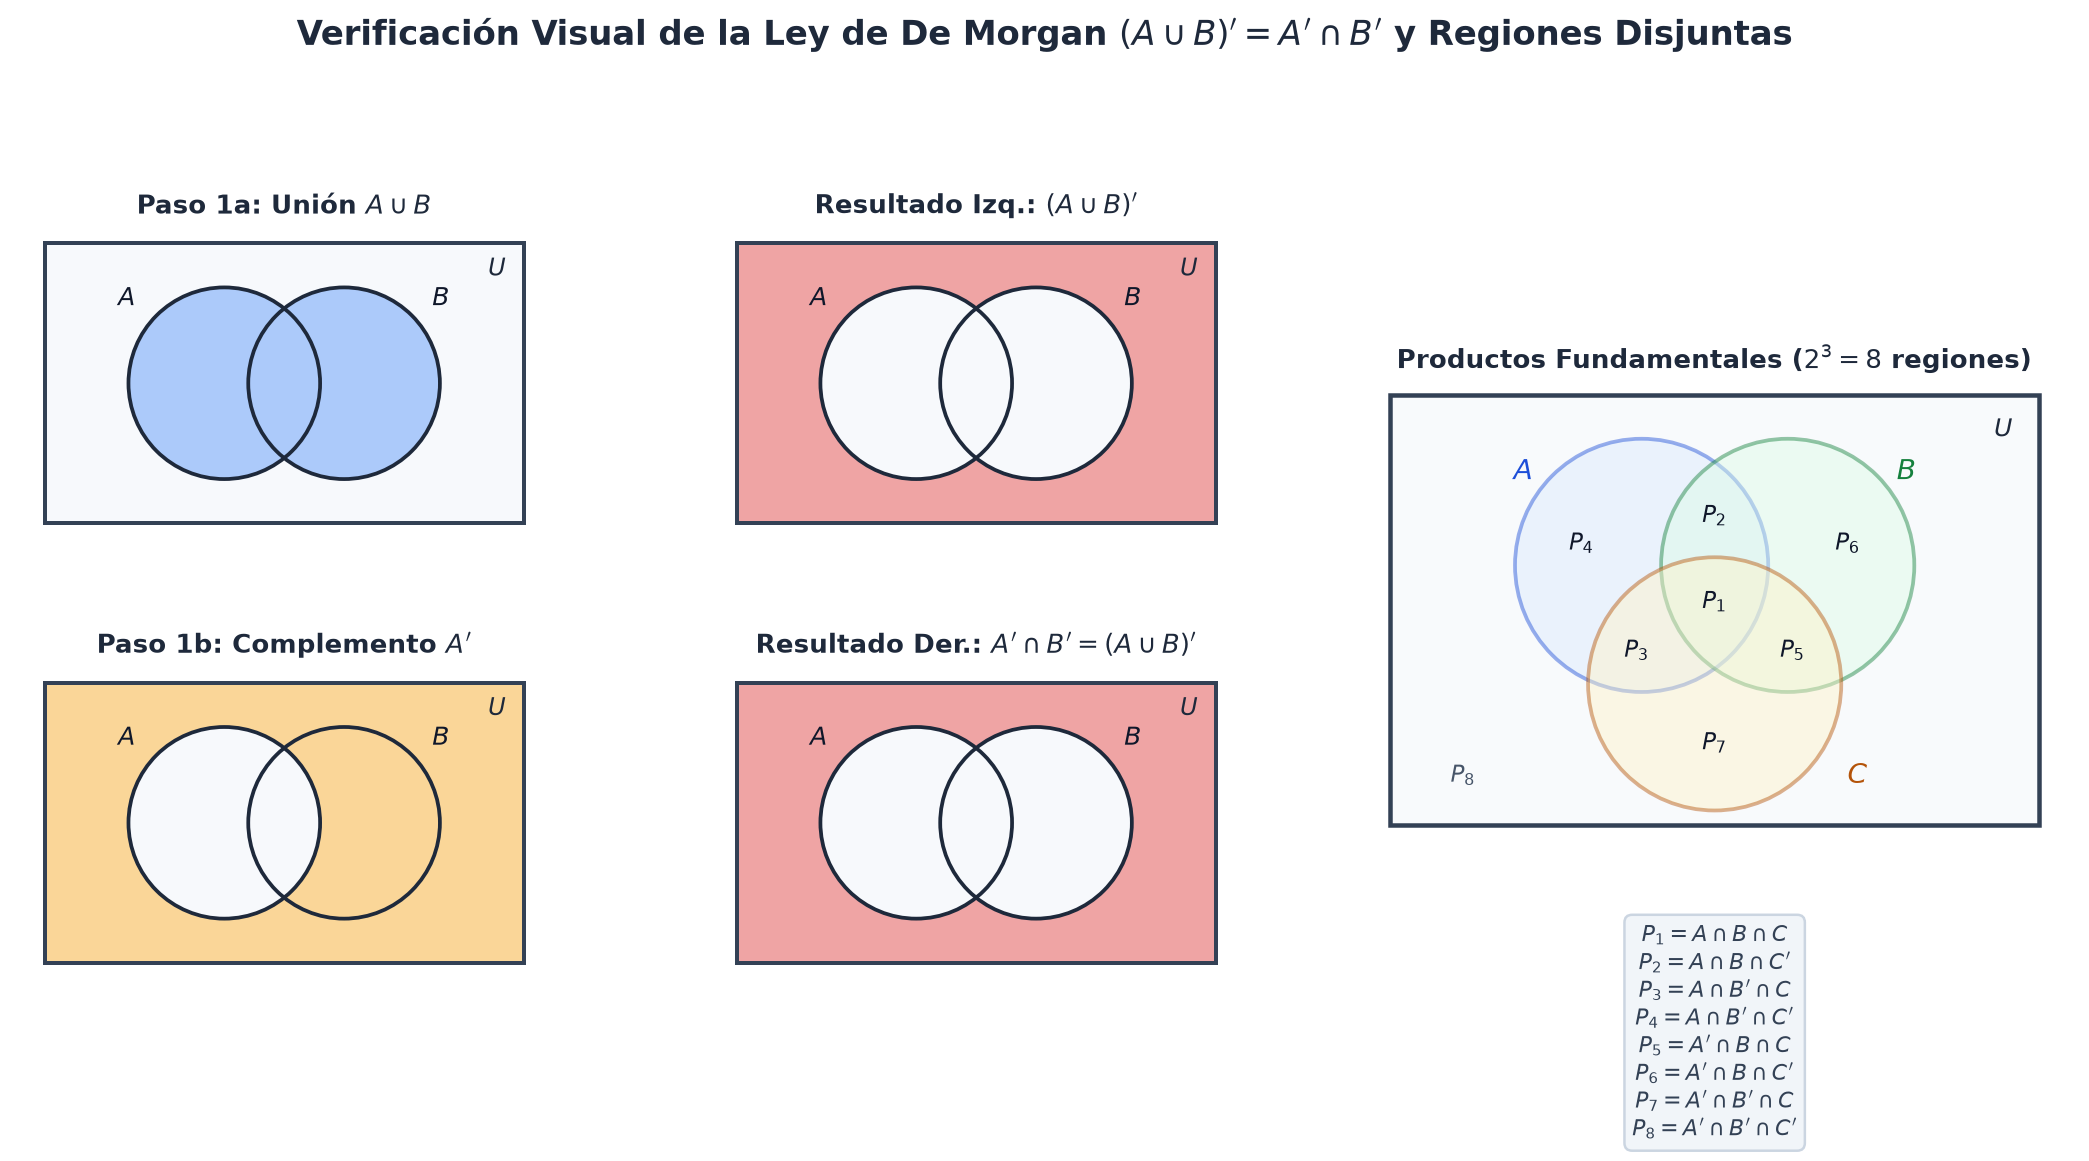 Verificación Visual de la Ley de De Morgan (A ∪ B)′ = A′ ∩ B′ y Regiones Disjuntas
Paso 1a: Unión A ∪ B
U
A
B
Resultado Izq.: (A ∪ B)′
U
A
B
Paso 1b: Complemento A′
U
A
B
Resultado Der.: A′ ∩ B′ = (A ∪ B)′
U
A
B
Productos Fundamentales (2³ = 8 regiones)
U
A
B
P₂
P₄
P₆
P₁
P₃
P₅
P₇
P₈
C
P₁ = A ∩ B ∩ C
P₂ = A ∩ B ∩ C′
P₃ = A ∩ B′ ∩ C
P₄ = A ∩ B′ ∩ C′
P₅ = A′ ∩ B ∩ C
P₆ = A′ ∩ B ∩ C′
P₇ = A′ ∩ B′ ∩ C
P₈ = A′ ∩ B′ ∩ C′